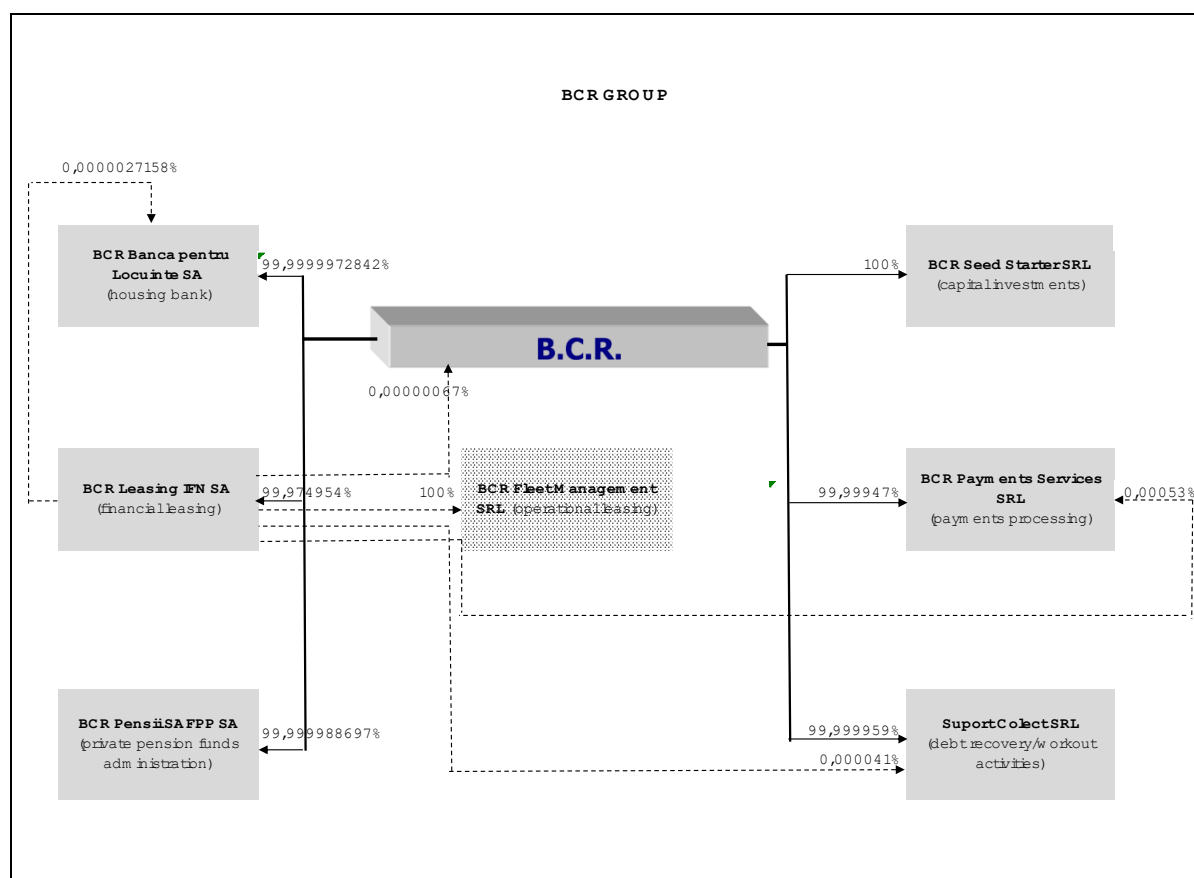 BCR GROUP
0,0000027158%
BCR Banca pentru
Locuinte SA
(housing bank)
99,9999972842%
100%
BCR Seed Starter SRL
(capital investments)
B.C.R.
0,00000067%
BCR Leasing IFN SA
(financial leasing)
99,974954%
100%
BCR Fleet Management
SRL (operational leasing)
99,99947%
BCR Payments Services
SRL
(payments processing)
0,00053%
BCR Pensii SAFPP SA
(private pension funds
administration)
99,999988697%
99,999959%
0,000041%
Suport Colect SRL
(debt recovery/workout
activities)